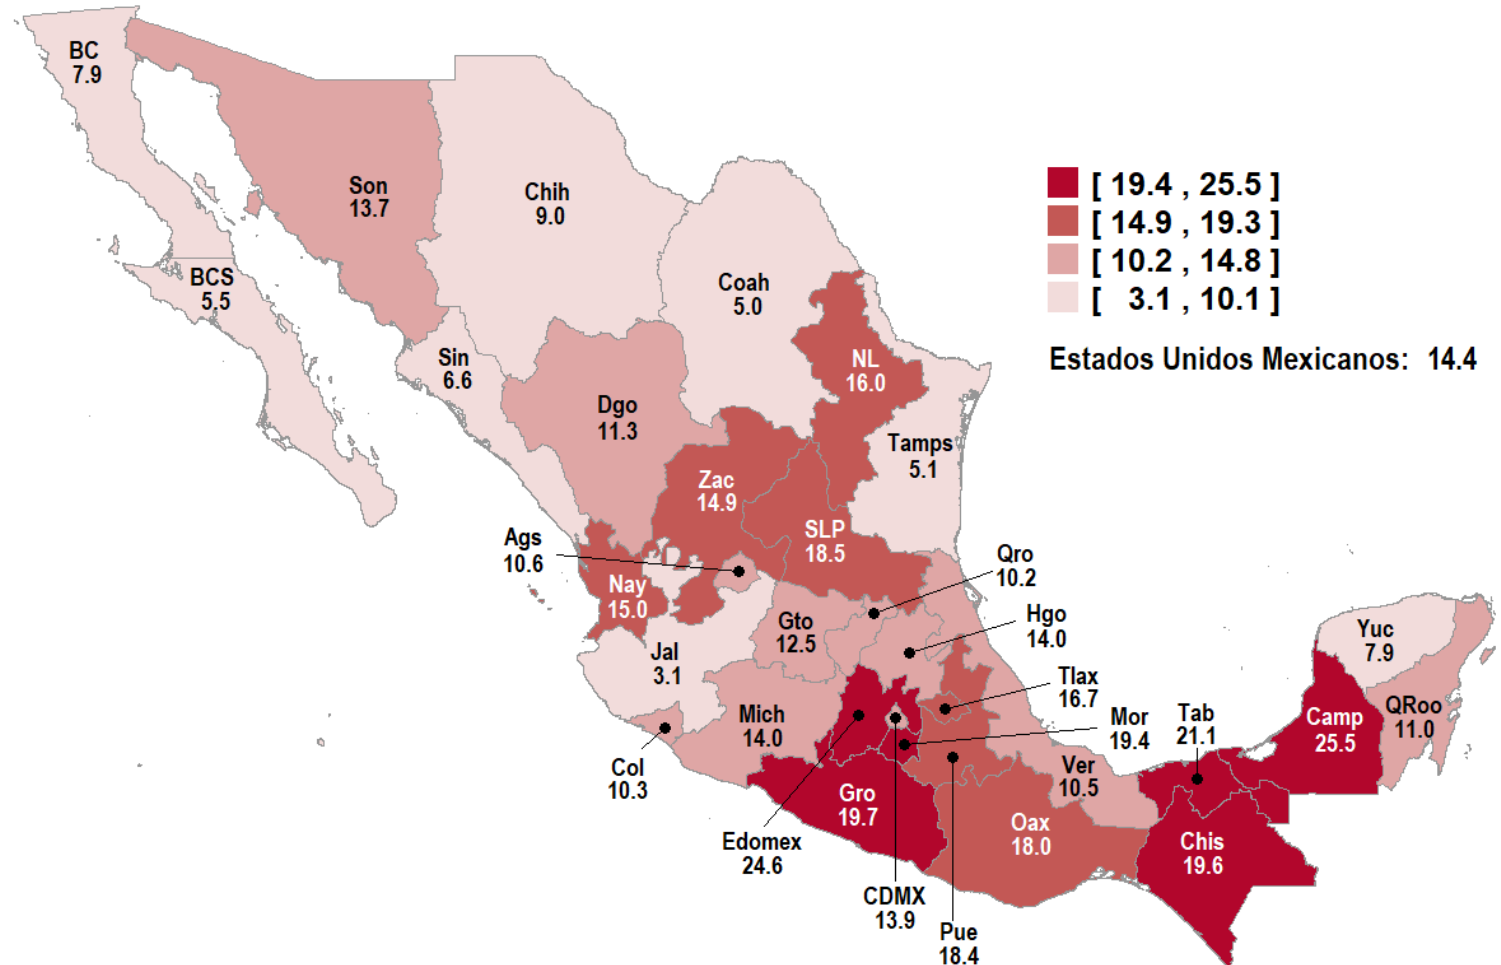 BC
7.9
Son
13.7
Chih
9.0
BCS
5.5
Coah
5.0
Sin
6.6
NL
16.0
Dgo
11.3
Tamps
5.1
Zac
14.9
SLP
18.5
Ags
10.6
Nay
15.0
Qro
10.2
Gto
12.5
Hgo
14.0
Jal
3.1
Yuc
7.9
Tlax
16.7
Mich
14.0
Mor
19.4
Tab
21.1
Camp
25.5
QRoo
11.0
Col
10.3
Ver
10.5
Gro
19.7
Oax
18.0
Chis
19.6
Edomex
24.6
CDMX
13.9
Pue
18.4
[ 19.4 , 25.5 ]
[ 14.9 , 19.3 ]
[ 10.2 , 14.8 ]
[ 3.1 , 10.1 ]
Estados Unidos Mexicanos: 14.4